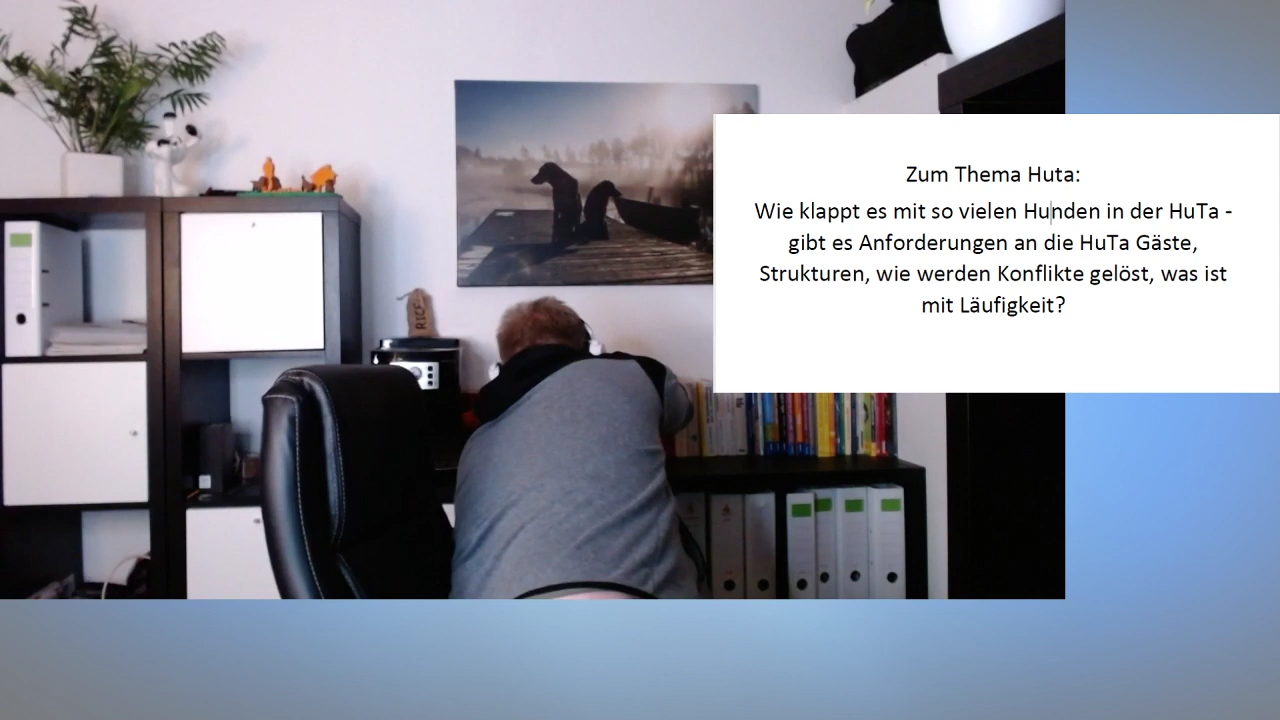 Zum Thema Huta:
Wie klappt es mit so vielen Hunden in der HuTa -
gibt es Anforderungen an die HuTa Gäste,
Strukturen, wie werden Konflikte gelöst, was ist
mit Läufigkeit?
RICF